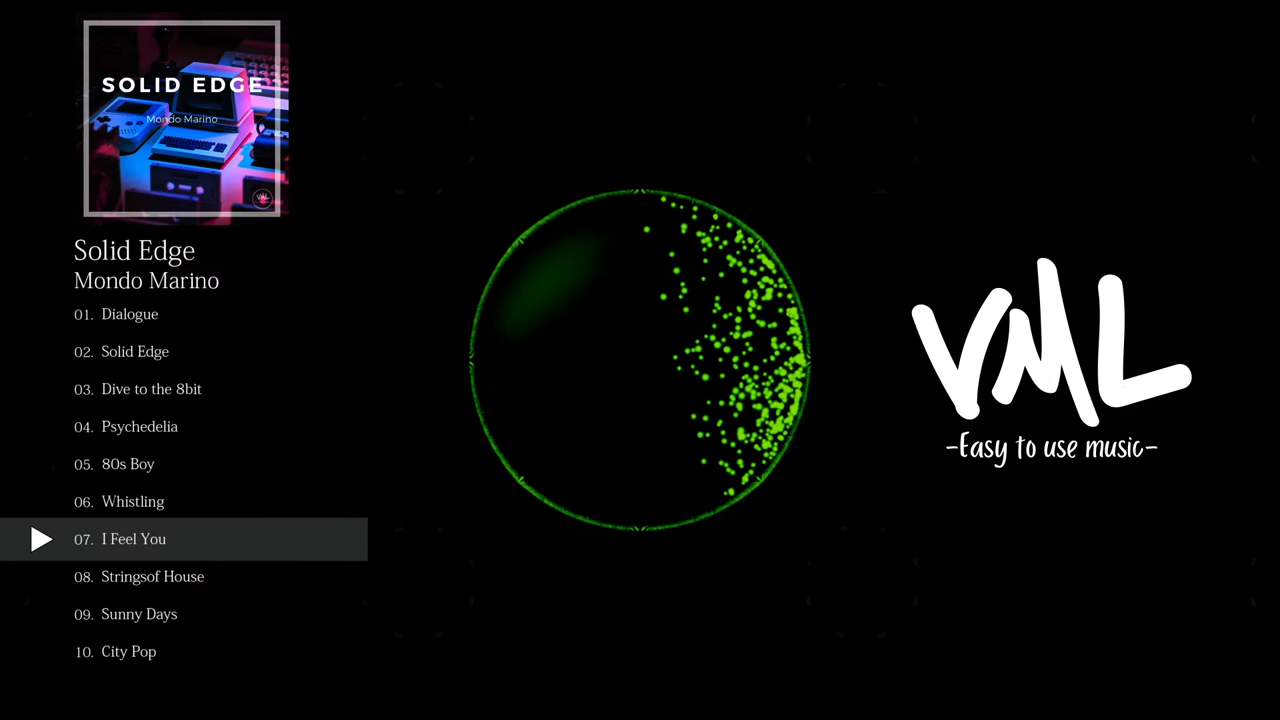 SOLID EDGE
Mondo Marino
VML
Solid Edge
Mondo Marino
01. Dialogue
02. Solid Edge
03. Dive to the 8bit
04. Psychedelia
05. 80s Boy
06. Whistling
07. I Feel You
08. Stringsof House
09. Sunny Days
10. City Pop
VML
-Easy to use music-